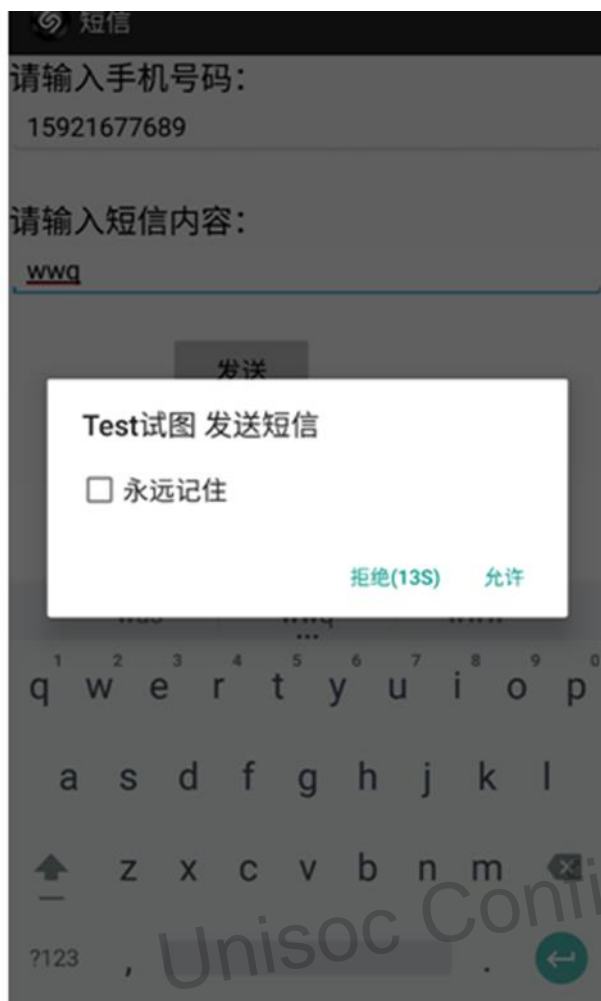 短信
请输入手机号码：
15921677689
请输入短信内容：
wwq
发送
Test试图 发送短信
永远记住
拒绝(13S) 允许
1 2 3 4 5 6 7 8 9 0
q w e r t y u i o p
a s d f g h j k l
z x c v b n m
?123 , .
Unisoc Confi